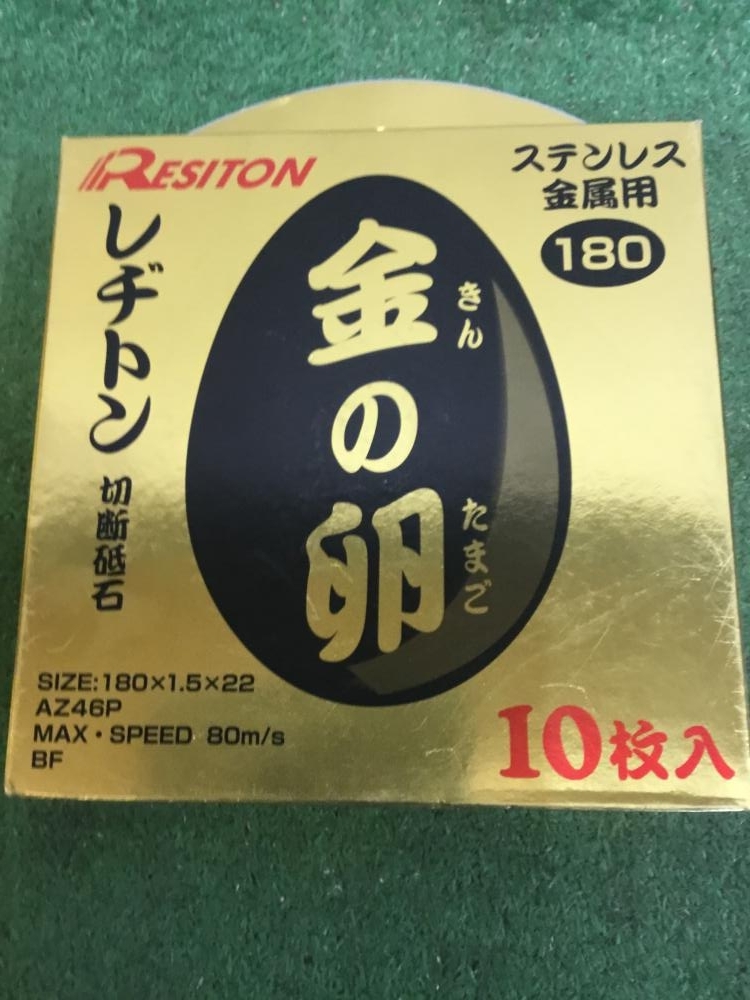 RESITON
ステンレス
金属用
180
レヂトン
切断砥石
金の卵
きん
たまご
SIZE:180×1.5×22
AZ46P
MAX・SPEED 80m/s
BF
10枚入